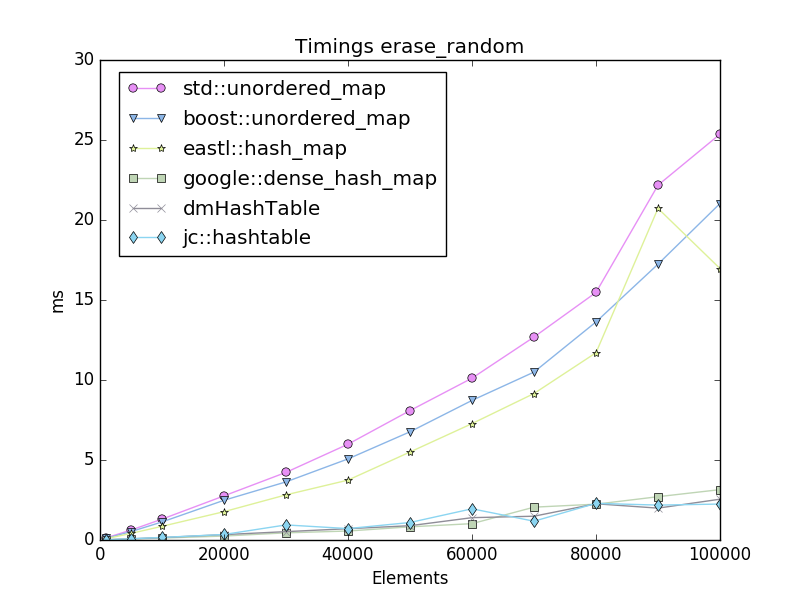 Timings erase_random
30
25
20
15
10
5
0
ms
std::unordered_map
boost::unordered_map
eastl::hash_map
google::dense_hash_map
dmHashTable
jc::hashtable
0 20000 40000 60000 80000 100000
Elements